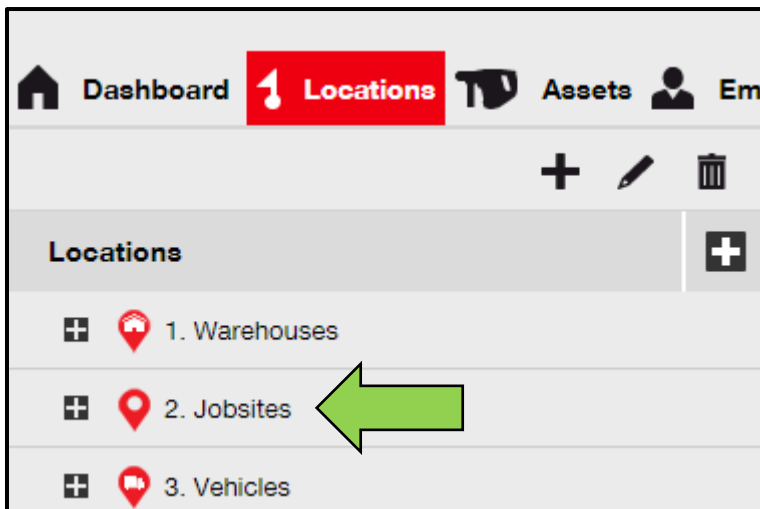 Dashboard Locations Assets Em
Locations
1. Warehouses
2. Jobsites
3. Vehicles